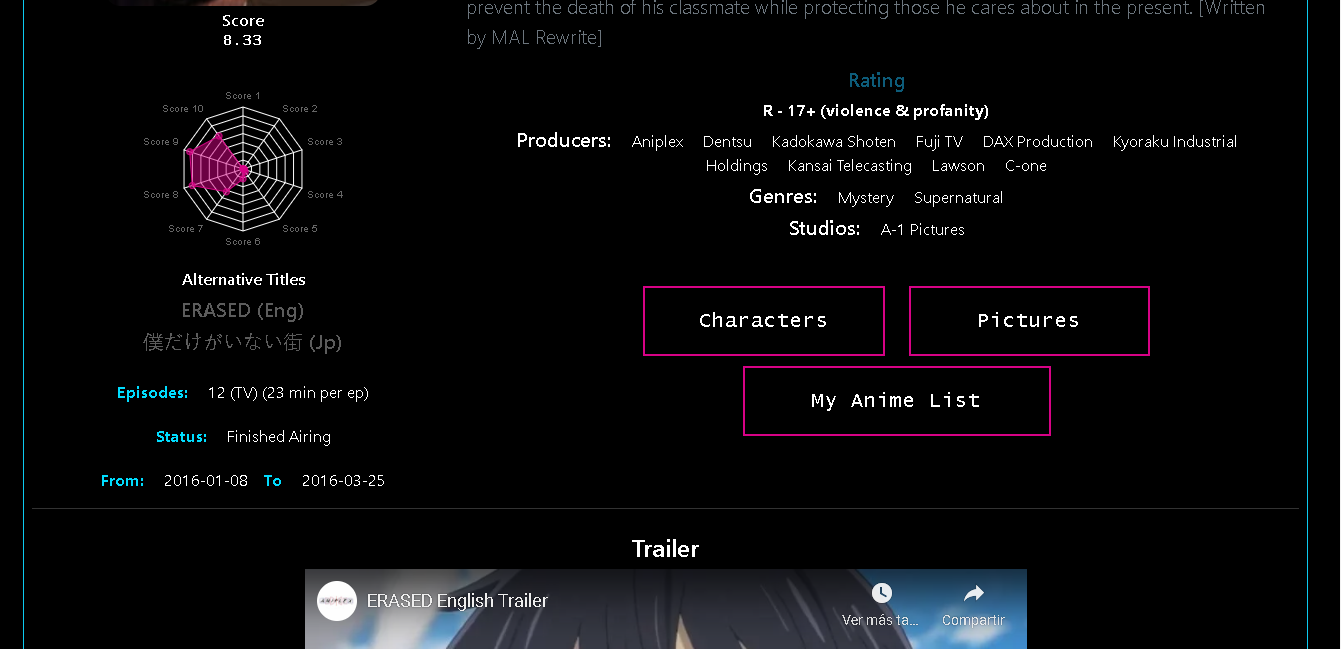 prevent the death of his classmate while protecting those he cares about in the present. [Written
by MAL Rewrite]
Score
8.33
Score 1
Score 2
Score 3
Score 4
Score 5
Score 6
Score 7
Score 8
Score 9
Score 10
Alternative Titles
ERASED (Eng)
僕だけがいない街 (Jp)
Episodes: 12 (TV) (23 min per ep)
Status: Finished Airing
From: 2016-01-08 To 2016-03-25
Rating
R - 17+ (violence & profanity)
Producers: Aniplex Dentsu Kadokawa Shoten Fuji TV DAX Production Kyoraku Industrial
Holdings Kansai Telecasting Lawson C-one
Genres: Mystery Supernatural
Studios: A-1 Pictures
Characters
Pictures
My Anime List
Trailer
ERASED English Trailer
Ver más ta...
Compartir